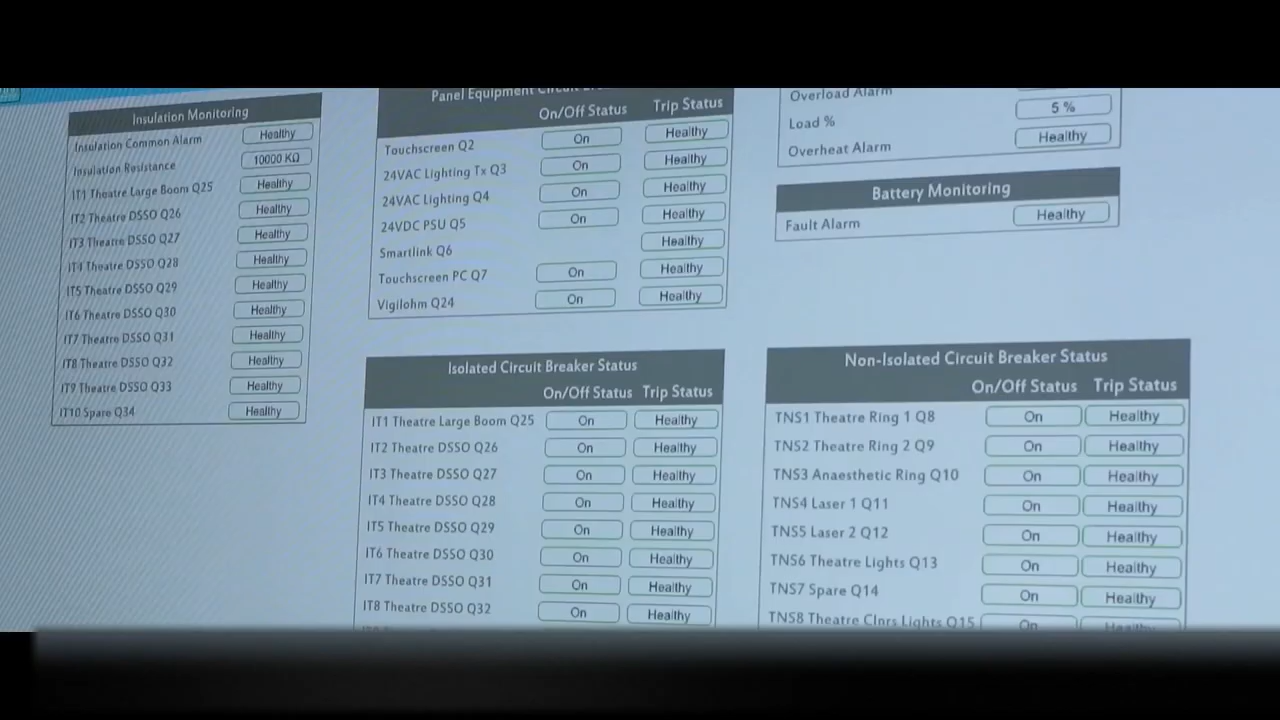 Insulation Monitoring
Insulation Common Alarm Healthy
Insulation Resistance 10000 KΩ
IT1 Theatre Large Boom Q25 Healthy
IT2 Theatre DSSO Q26 Healthy
IT3 Theatre DSSO Q27 Healthy
IT4 Theatre DSSO Q28 Healthy
IT5 Theatre DSSO Q29 Healthy
IT6 Theatre DSSO Q30 Healthy
IT7 Theatre DSSO Q31 Healthy
IT8 Theatre DSSO Q32 Healthy
IT9 Theatre DSSO Q33 Healthy
IT10 Spare Q34 Healthy
Panel Equipment Circuit
On/Off Status Trip Status
Touchscreen Q2 On Healthy
24VAC Lighting Tx Q3 On Healthy
24VAC Lighting Q4 On Healthy
24VDC PSU Q5 On Healthy
Smartlink Q6 Healthy
Touchscreen PC Q7 On Healthy
Vigilohm Q24 On Healthy
Overload Alarm
Load % 5 %
Overheat Alarm Healthy
Battery Monitoring
Fault Alarm Healthy
Isolated Circuit Breaker Status
On/Off Status Trip Status
IT1 Theatre Large Boom Q25 On Healthy
IT2 Theatre DSSO Q26 On Healthy
IT3 Theatre DSSO Q27 On Healthy
IT4 Theatre DSSO Q28 On Healthy
IT5 Theatre DSSO Q29 On Healthy
IT6 Theatre DSSO Q30 On Healthy
IT7 Theatre DSSO Q31 On Healthy
IT8 Theatre DSSO Q32 On Healthy
Non-Isolated Circuit Breaker Status
On/Off Status Trip Status
TNS1 Theatre Ring 1 Q8 On Healthy
TNS2 Theatre Ring 2 Q9 On Healthy
TNS3 Anaesthetic Ring Q10 On Healthy
TNS4 Laser 1 Q11 On Healthy
TNS5 Laser 2 Q12 On Healthy
TNS6 Theatre Lights Q13 On Healthy
TNS7 Spare Q14 On Healthy
TNS8 Theatre Clnrs Lights Q15 On Healthy